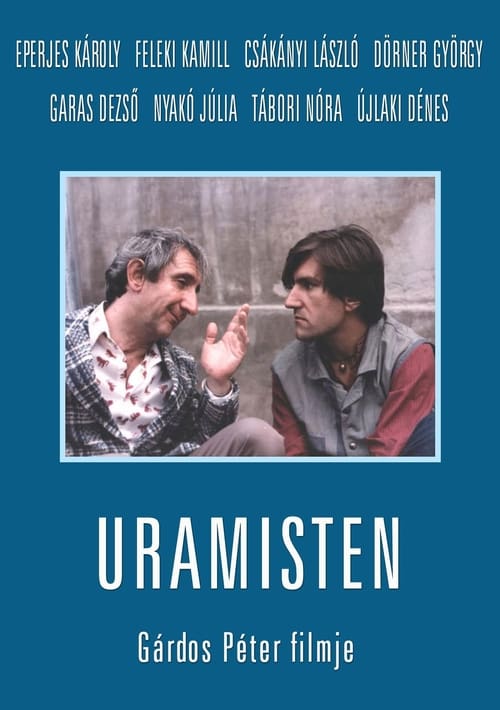 EPERJES KÁROLY FELEKI KAMILL CSÁKÁNYI LÁSZLÓ DÖRNER GYÖRGY
GARAS DEZSŐ NYAKÓ JÚLIA TÁBORI NÓRA ÚJLAKI DÉNES
URAMISTEN
Gárdos Péter filmje